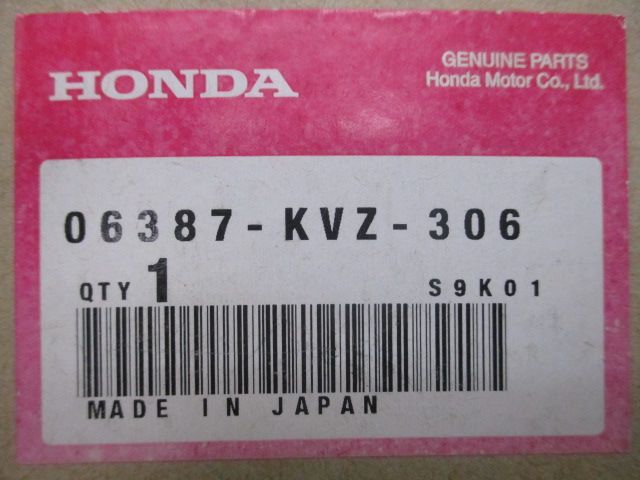 HONDA
GENUINE PARTS
Honda Motor Co., Ltd.
06387-KVZ-306
QTY 1
S9K01
MADE IN JAPAN